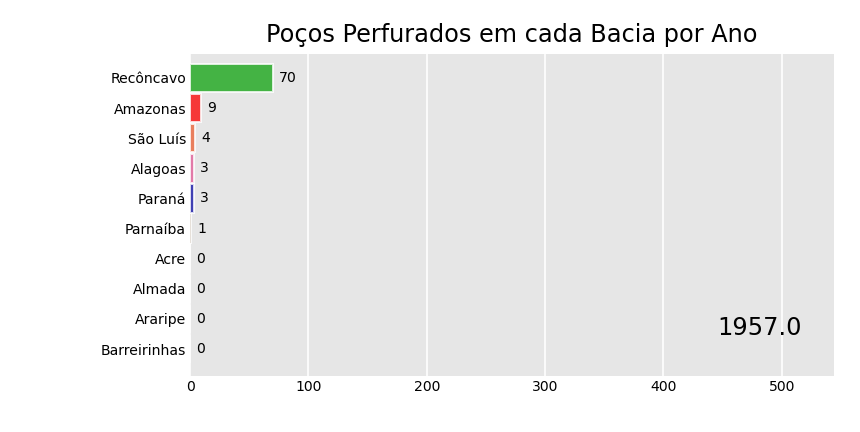 Poços Perfurados em cada Bacia por Ano
Recôncavo 70
Amazonas 9
São Luís 4
Alagoas 3
Paraná 3
Parnaíba 1
Acre 0
Almada 0
Araripe 0
1957.0
Barreirinhas 0
0 100 200 300 400 500